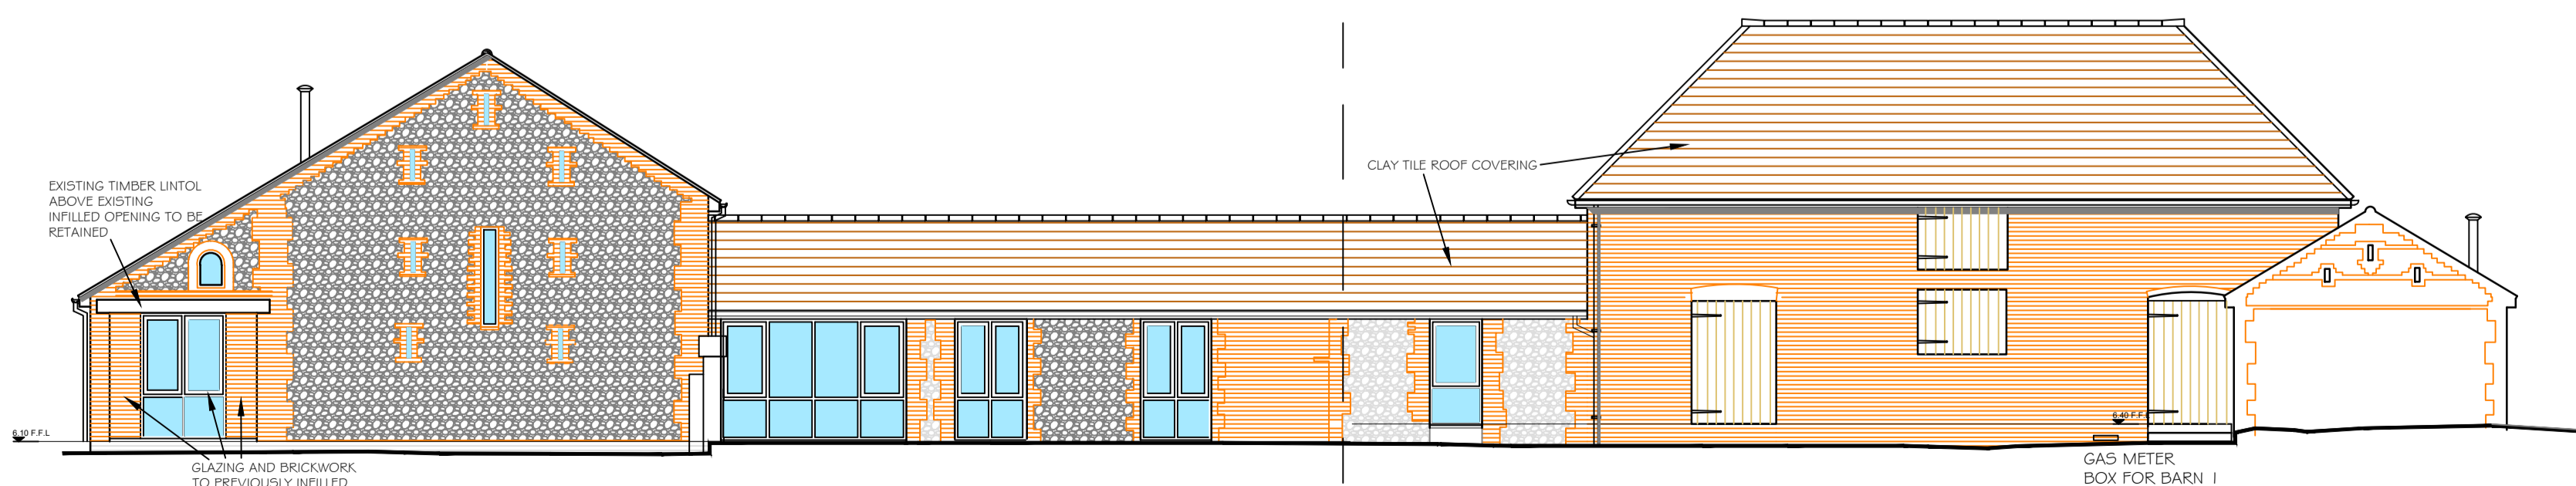 EXISTING TIMBER LINTOL
ABOVE EXISTING
INFILLED OPENING TO BE
RETAINED
CLAY TILE ROOF COVERING
6.10 F.F.L
6.40 F.F.L
GLAZING AND BRICKWORK
TO PREVIOUSLY INFILLED
GAS METER
BOX FOR BARN 1